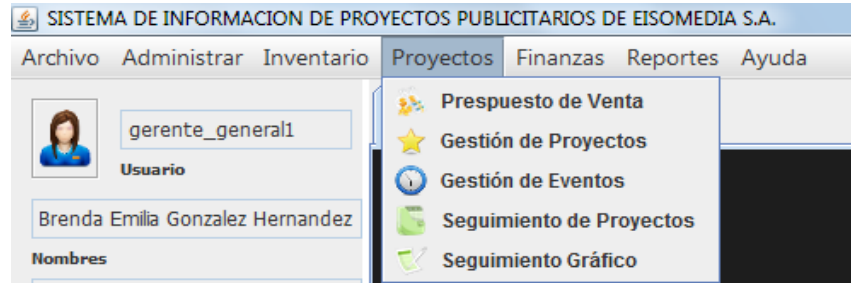 SISTEMA DE INFORMACION DE PROYECTOS PUBLICITARIOS DE EISOMEDIA S.A.
Archivo Administrar Inventario Proyectos Finanzas Reportes Ayuda
Prespuesto de Venta
Gestión de Proyectos
Gestión de Eventos
Seguimiento de Proyectos
Seguimiento Gráfico
gerente_general1
Usuario
Brenda Emilia Gonzalez Hernandez
Nombres